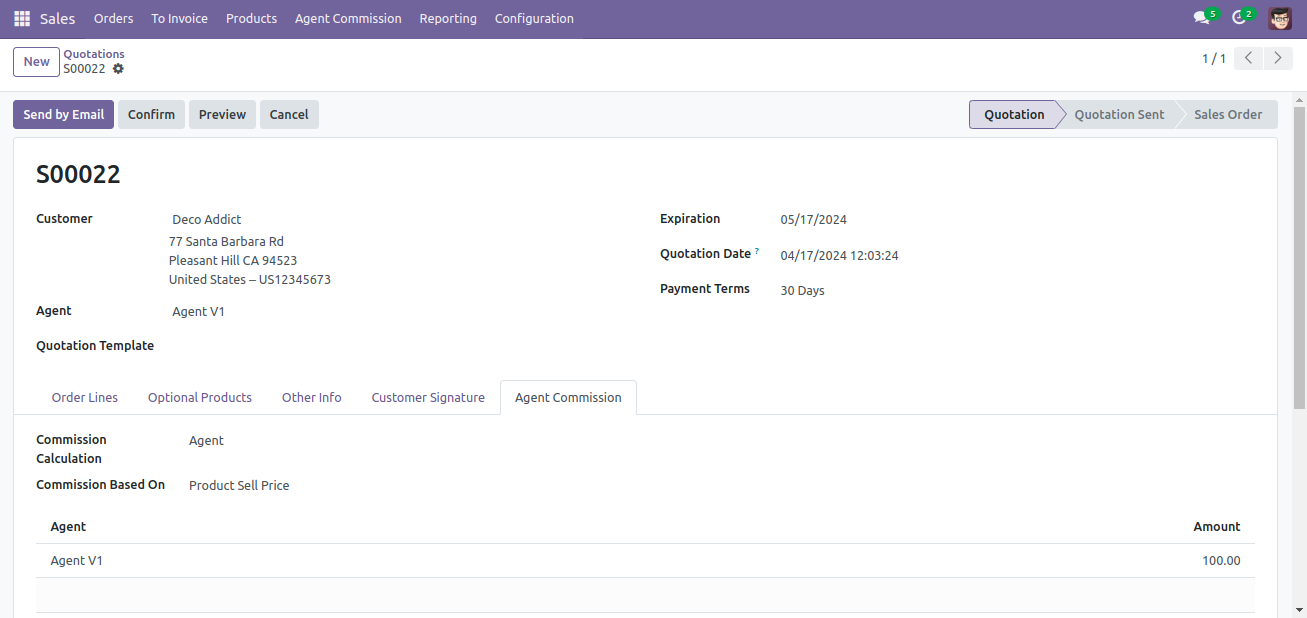 Sales Orders To Invoice Products Agent Commission Reporting Configuration 5 2
New Quotations
S00022
1 / 1
Send by Email Confirm Preview Cancel Quotation Quotation Sent Sales Order
S00022
Customer Deco Addict
77 Santa Barbara Rd
Pleasant Hill CA 94523
United States – US12345673
Agent Agent V1
Quotation Template
Expiration 05/17/2024
Quotation Date ? 04/17/2024 12:03:24
Payment Terms 30 Days
Order Lines Optional Products Other Info Customer Signature Agent Commission
Commission Agent
Calculation
Commission Based On Product Sell Price
Agent Amount
Agent V1 100.00